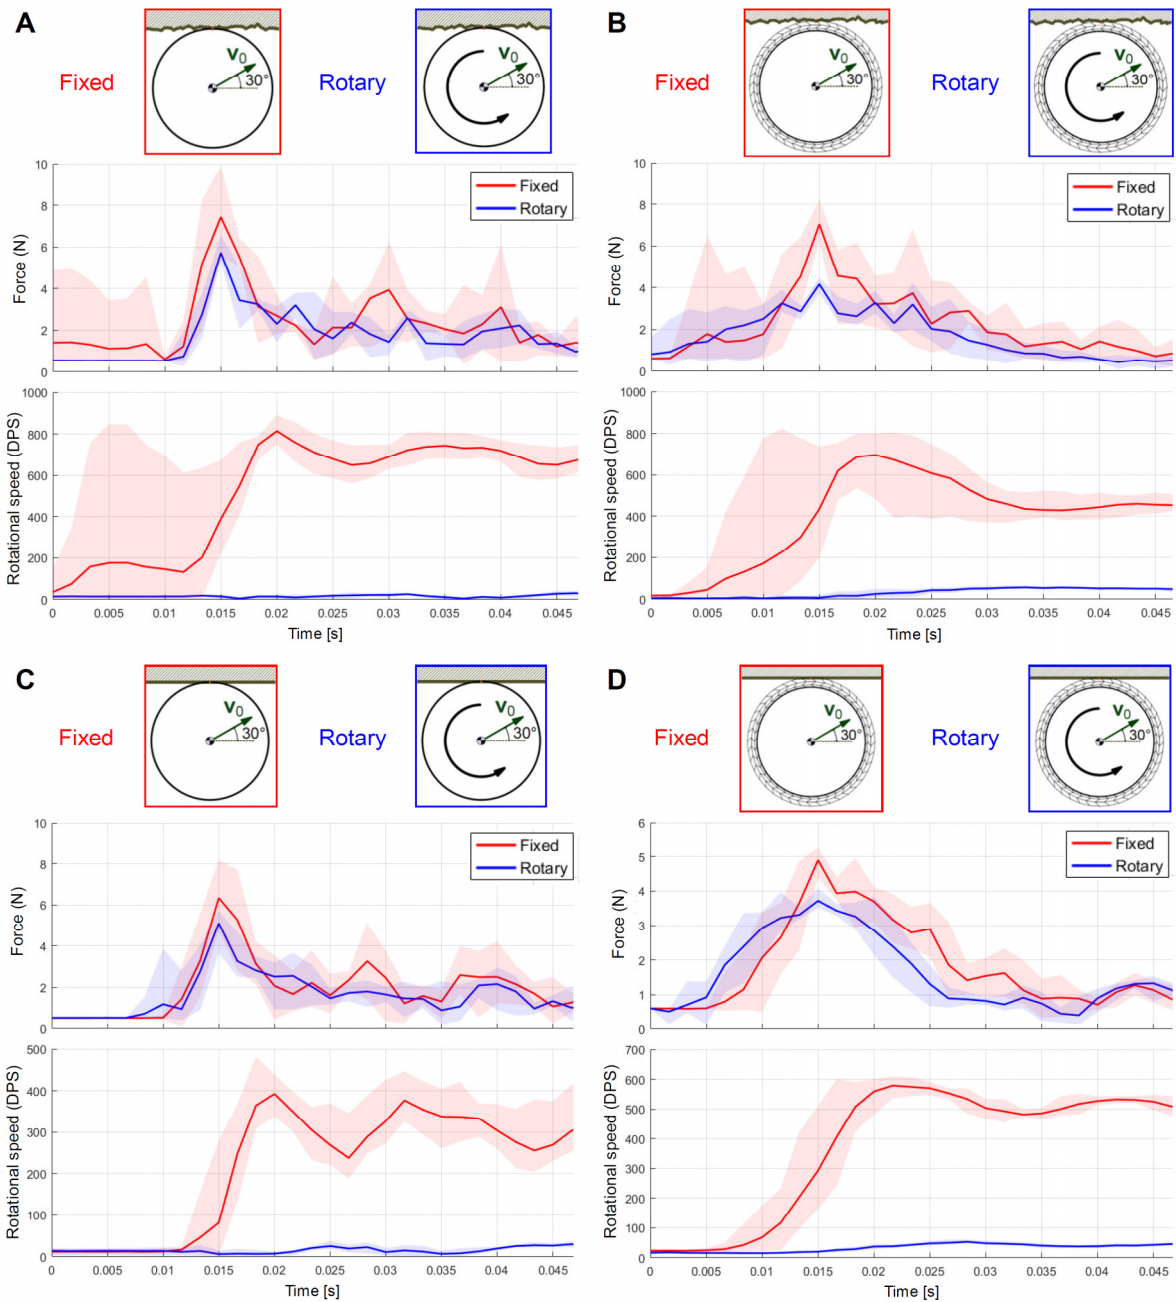 A
Fixed
v0
30°
Rotary
v0
30°
B
Fixed
v0
30°
Rotary
v0
30°
Force (N)
10
8
6
4
2
0
Fixed
Rotary
Force (N)
10
8
6
4
2
0
Fixed
Rotary
Rotational speed (DPS)
1000
800
600
400
200
0
0 0.005 0.01 0.015 0.02 0.025 0.03 0.035 0.04 0.045
Time [s]
Rotational speed (DPS)
1000
800
600
400
200
0
0 0.005 0.01 0.015 0.02 0.025 0.03 0.035 0.04 0.045
Time [s]
C
Fixed
v0
30°
Rotary
v0
30°
D
Fixed
v0
30°
Rotary
v0
30°
Force (N)
10
8
6
4
2
0
Fixed
Rotary
Force (N)
6
5
4
3
2
1
0
Fixed
Rotary
Rotational speed (DPS)
500
400
300
200
100
0
0 0.005 0.01 0.015 0.02 0.025 0.03 0.035 0.04 0.045
Time [s]
Rotational speed (DPS)
700
600
500
400
300
200
100
0
0 0.005 0.01 0.015 0.02 0.025 0.03 0.035 0.04 0.045
Time [s]